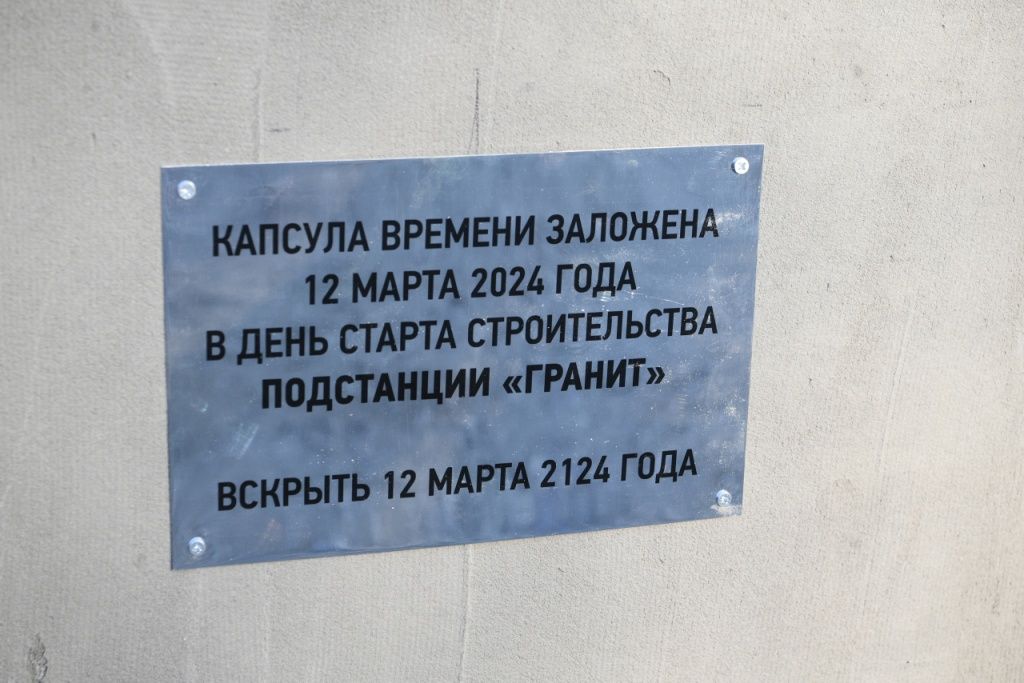 КАПСУЛА ВРЕМЕНИ ЗАЛОЖЕНА
12 МАРТА 2024 ГОДА
В ДЕНЬ СТАРТА СТРОИТЕЛЬСТВА
ПОДСТАНЦИИ «ГРАНИТ»
ВСКРЫТЬ 12 МАРТА 2124 ГОДА